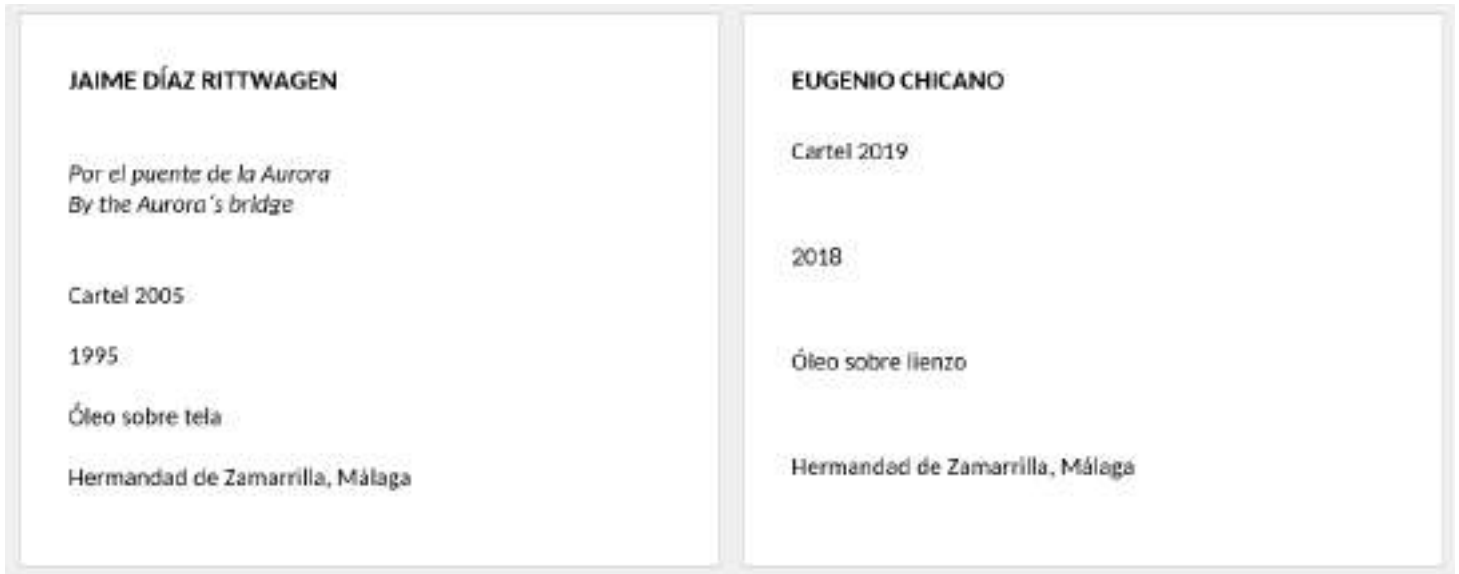 JAIME DÍAZ RITTWAGEN
Por el puente de la Aurora
By the Aurora´s bridge
Cartel 2005
1995
Óleo sobre tela
Hermandad de Zamarrilla, Málaga
EUGENIO CHICANO
Cartel 2019
2018
Óleo sobre lienzo
Hermandad de Zamarrilla, Málaga